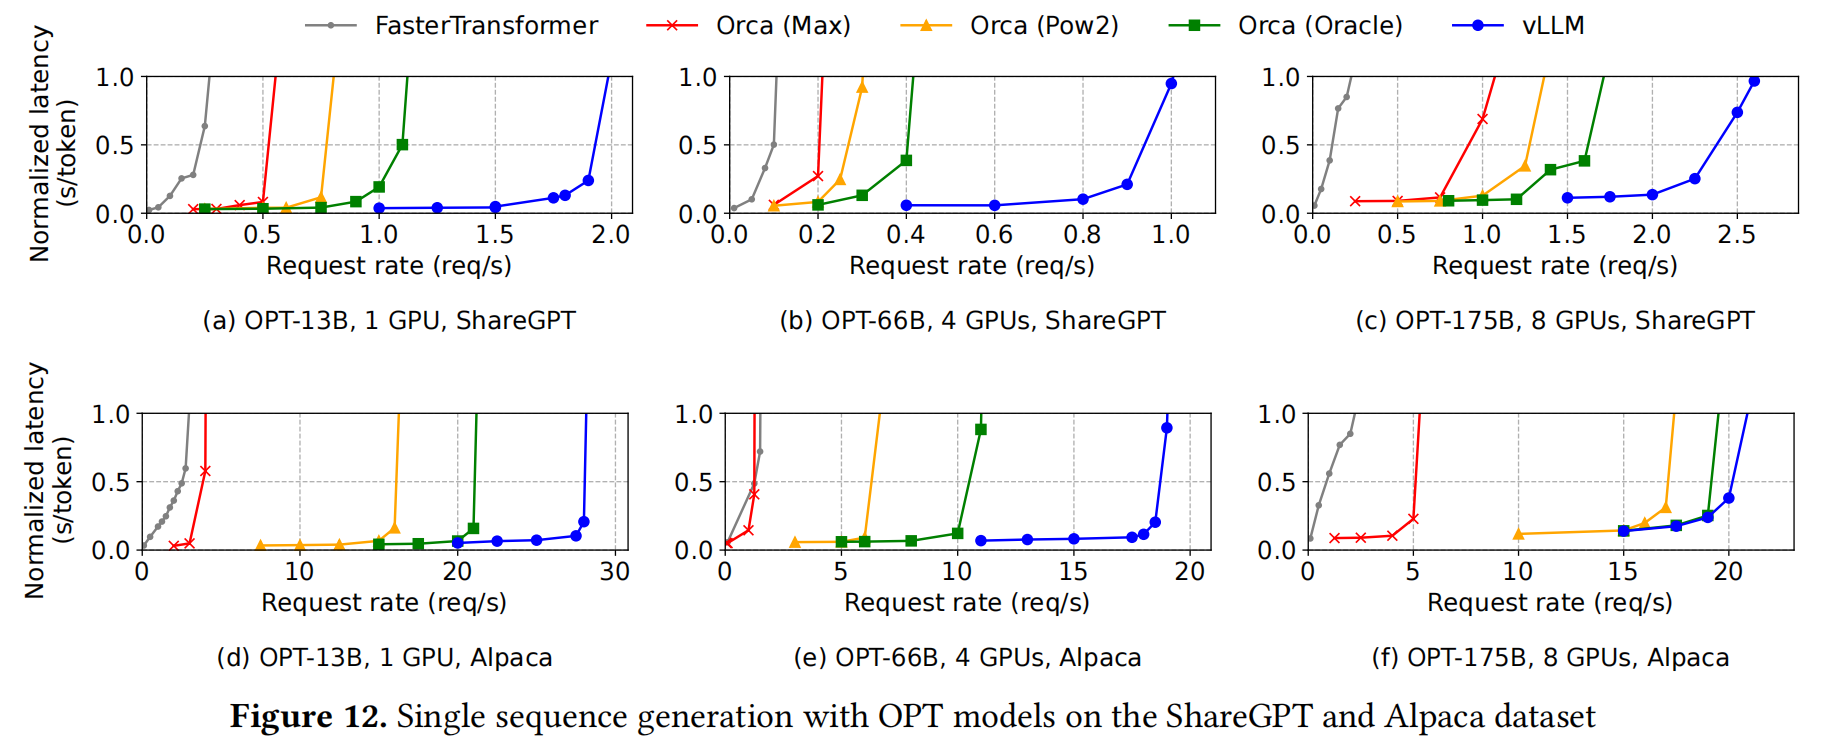 FasterTransformer Orca (Max) Orca (Pow2) Orca (Oracle) vLLM
Normalized latency
(s/token)
1.0
0.5
0.0
0.0 0.5 1.0 1.5 2.0
Request rate (req/s)
(a) OPT-13B, 1 GPU, ShareGPT
1.0
0.5
0.0
0.0 0.2 0.4 0.6 0.8 1.0
Request rate (req/s)
(b) OPT-66B, 4 GPUs, ShareGPT
1.0
0.5
0.0
0.0 0.5 1.0 1.5 2.0 2.5
Request rate (req/s)
(c) OPT-175B, 8 GPUs, ShareGPT
Normalized latency
(s/token)
1.0
0.5
0.0
0 10 20 30
Request rate (req/s)
(d) OPT-13B, 1 GPU, Alpaca
1.0
0.5
0.0
0 5 10 15 20
Request rate (req/s)
(e) OPT-66B, 4 GPUs, Alpaca
1.0
0.5
0.0
0 5 10 15 20
Request rate (req/s)
(f) OPT-175B, 8 GPUs, Alpaca
Figure 12. Single sequence generation with OPT models on the ShareGPT and Alpaca dataset